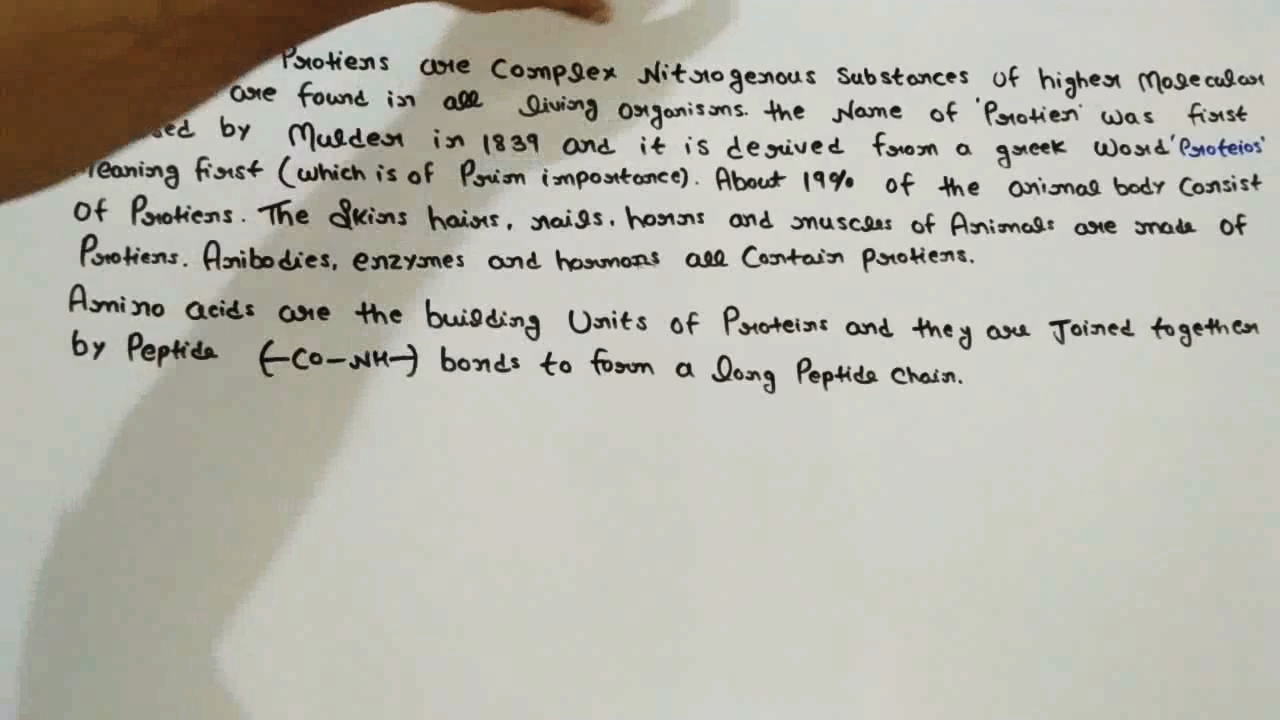 Protiens are Complex Nitrogenous Substances of higher Molecular
are found in all living organisms. the Name of 'Protien' was first
by Mulder in 1839 and it is derived from a greek word 'Proteios'
first (which is of Prim importance). About 19% of the animal body Consist
Of Protiens. The Skins hairs, nails, horns and muscles of Animals are made of
Protiens. Anibodies, enzymes and harmons all Contain Protiens.
Amino acids are the building Units of Proteins and they are Joined together
by Peptide (-CO-NH-) bonds to form a long Peptide Chain.